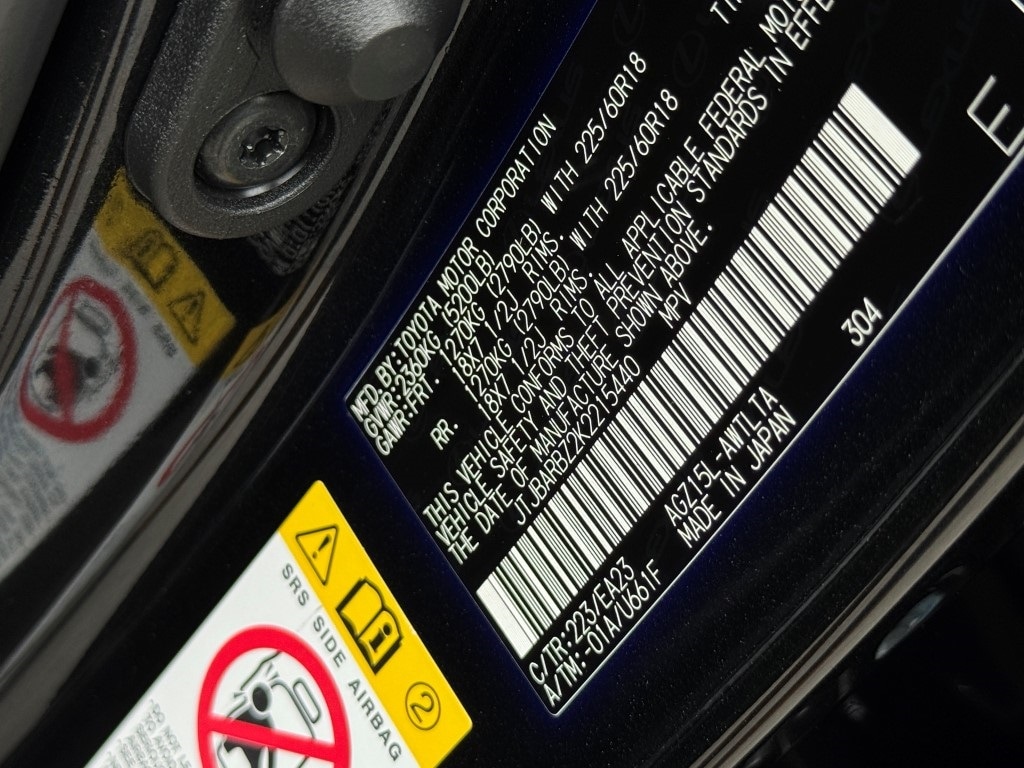 MFD.BY:TOYOTA MOTOR CORPORATION
GVWR:2360KG (5200LB)
GAWR:FRT. 1270KG (2790LB) WITH 225/60R18
18X7 1/2J RIMS.
RR. 1270KG (2790LB) WITH 225/60R18
18X7 1/2J RIMS.
THIS VEHICLE CONFORMS TO ALL APPLICABLE FEDERAL
VEHICLE SAFETY AND THEFT PREVENTION STANDARDS IN
THE DATE OF MANUFACTURE SHOWN ABOVE.
JTJBARBZ2K2215440 MPV
C/TR:223/EA23 AGZ15L-AWTLTA 304
A/TM:-01A/U661F MADE IN JAPAN
E
SRS SIDE AIRBAG
2